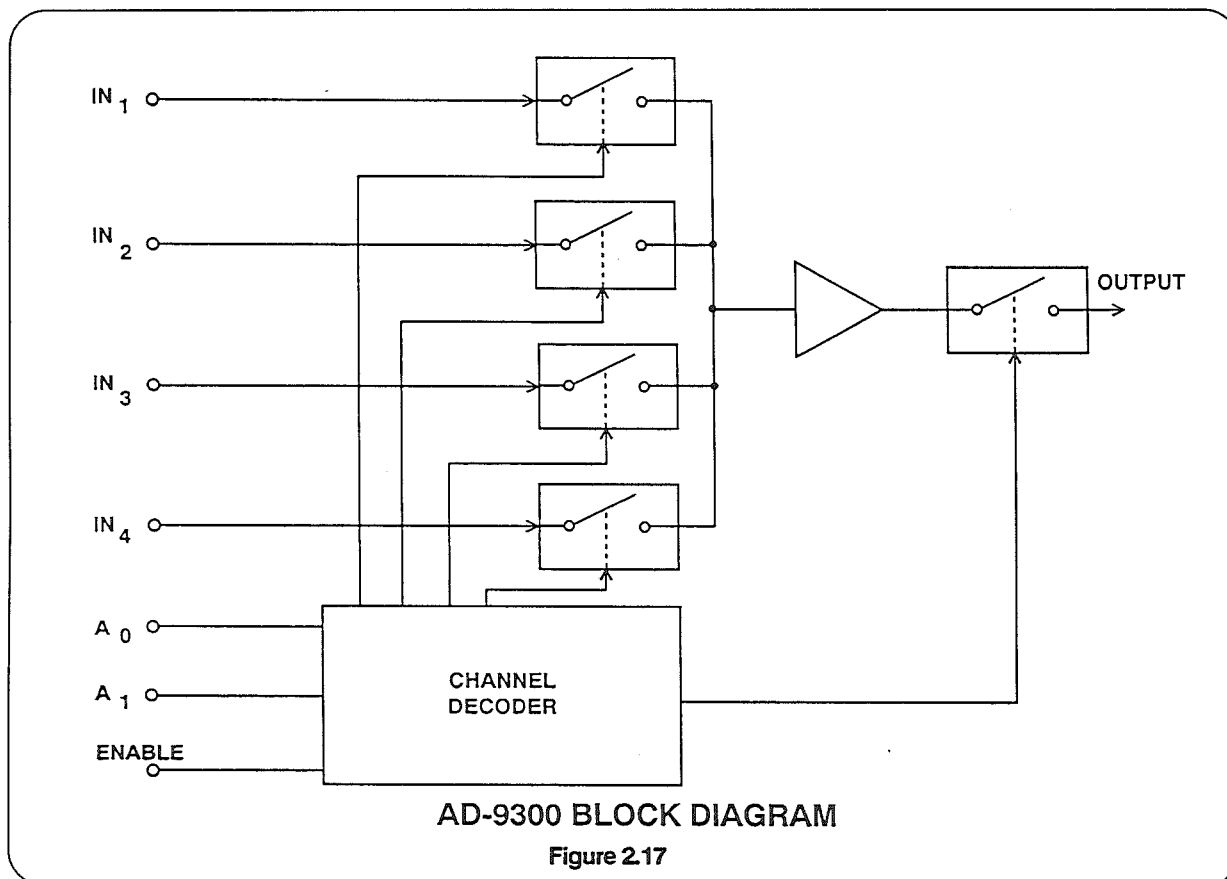 IN 1
IN 2
OUTPUT
IN 3
IN 4
A 0
A 1
CHANNEL
DECODER
ENABLE
AD-9300 BLOCK DIAGRAM
Figure 2.17